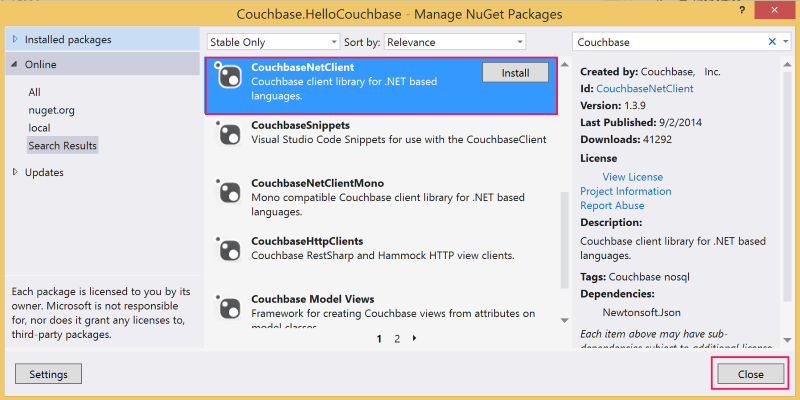 Couchbase.HelloCouchbase - Manage NuGet Packages
?
Installed packages
Online
All
nuget.org
local
Search Results
Updates
Each package is licensed to you by its
owner. Microsoft is not responsible
for, nor does it grant any licenses to,
third-party packages.
Stable Only
Sort by: Relevance
CouchbaseNetClient
Couchbase client library for .NET based
languages.
Install
CouchbaseSnippets
Visual Studio Code Snippets for use with the CouchbaseClient
CouchbaseNetClientMono
Mono compatible Couchbase client library for .NET based
languages.
CouchbaseHttpClients
Couchbase RestSharp and Hammock HTTP view clients.
Couchbase Model Views
Framework for creating Couchbase views from attributes on
model classes
1 2
Couchbase
Created by: Couchbase, Inc.
Id: CouchbaseNetClient
Version: 1.3.9
Last Published: 9/2/2014
Downloads: 41292
License
View License
Project Information
Report Abuse
Description:
Couchbase client library for .NET based
languages.
Tags: Couchbase nosql
Dependencies:
Newtonsoft.Json
Each item above may have sub-
dependencies subject to additional license
Settings
Close